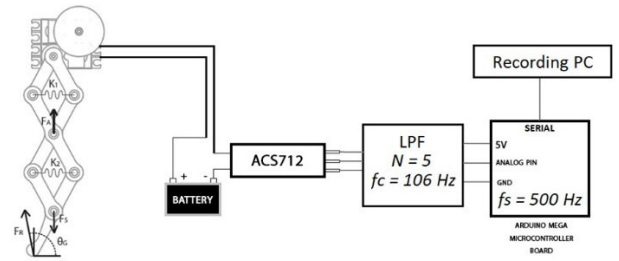 K1
FA
K2
FS
FR
θG
+ -
BATTERY
ACS712
LPF
N = 5
fc = 106 Hz
Recording PC
SERIAL
5V
ANALOG PIN
GND
fs = 500 Hz
ARDUINO MEGA
MICROCONTROLLER
BOARD